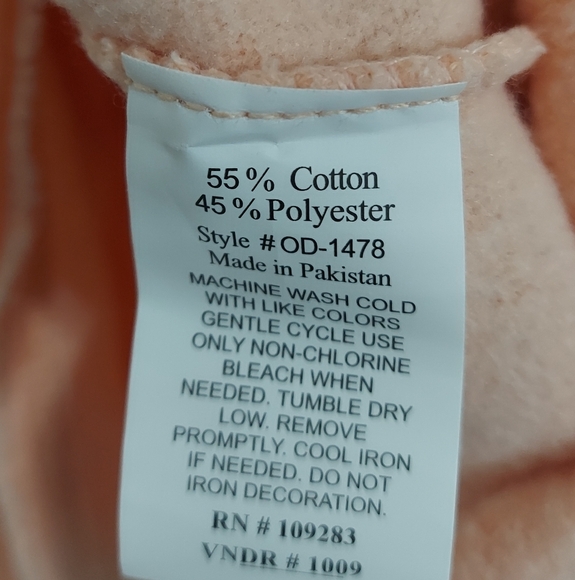 55% Cotton
45% Polyester
Style # OD-1478
Made in Pakistan
MACHINE WASH COLD
WITH LIKE COLORS
GENTLE CYCLE USE
ONLY NON-CHLORINE
BLEACH WHEN
NEEDED. TUMBLE DRY
LOW. REMOVE
PROMPTLY. COOL IRON
IF NEEDED. DO NOT
IRON DECORATION.
RN # 109283
VNDR # 1009